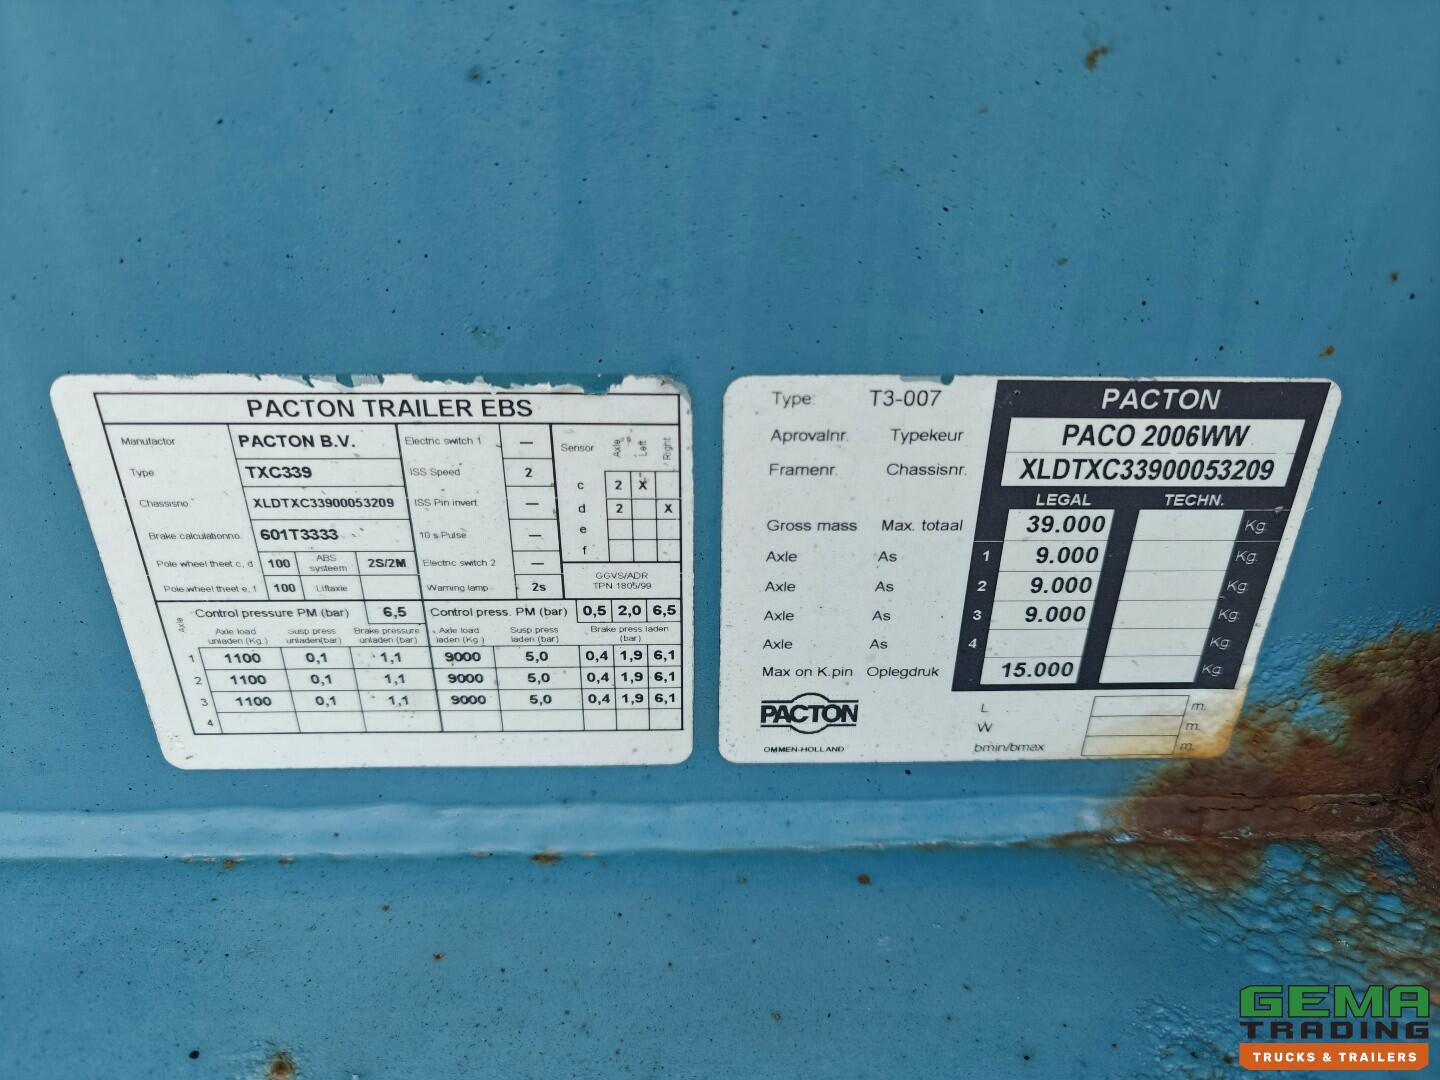 PACTON TRAILER EBS
Manufactor PACTON B.V. Electric switch 1 — Sensor Axle Left Right
Type TXC339 ISS Speed 2 c 2 X
Chassisno. XLDTXC33900053209 ISS Pin invert — d 2 X
Brake calculationno. 601T3333 10 s Pulse — e
Pole wheel theet c, d 100 ABS systeem 2S/2M Electric switch 2 — f
Pole wheel theet e, f 100 Liftaxle Warning lamp 2s GGVS/ADR
TPN 1805/99
Control pressure PM (bar) 6,5 Control press. PM (bar) 0,5 2,0 6,5
Axle Axle load unladen (Kg.) Susp.press unladen(bar) Brake pressure unladen (bar) Axle load laden (Kg.) Susp.press laden (bar) Brake press laden (bar)
1 1100 0,1 1,1 9000 5,0 0,4 1,9 6,1
2 1100 0,1 1,1 9000 5,0 0,4 1,9 6,1
3 1100 0,1 1,1 9000 5,0 0,4 1,9 6,1
4
Type: T3-007 PACTON
Aprovalnr. Typekeur PACO 2006WW
Framenr. Chassisnr. XLDTXC33900053209
LEGAL TECHN.
Gross mass Max. totaal 39.000 Kg.
Axle As 1 9.000 Kg.
Axle As 2 9.000 Kg.
Axle As 3 9.000 Kg.
Axle As 4 Kg.
Max on K.pin Oplegdruk 15.000 Kg.
PACTON
OMMEN-HOLLAND
L m.
W m.
bmin/bmax m.
GEMA
TRADING
TRUCKS & TRAILERS